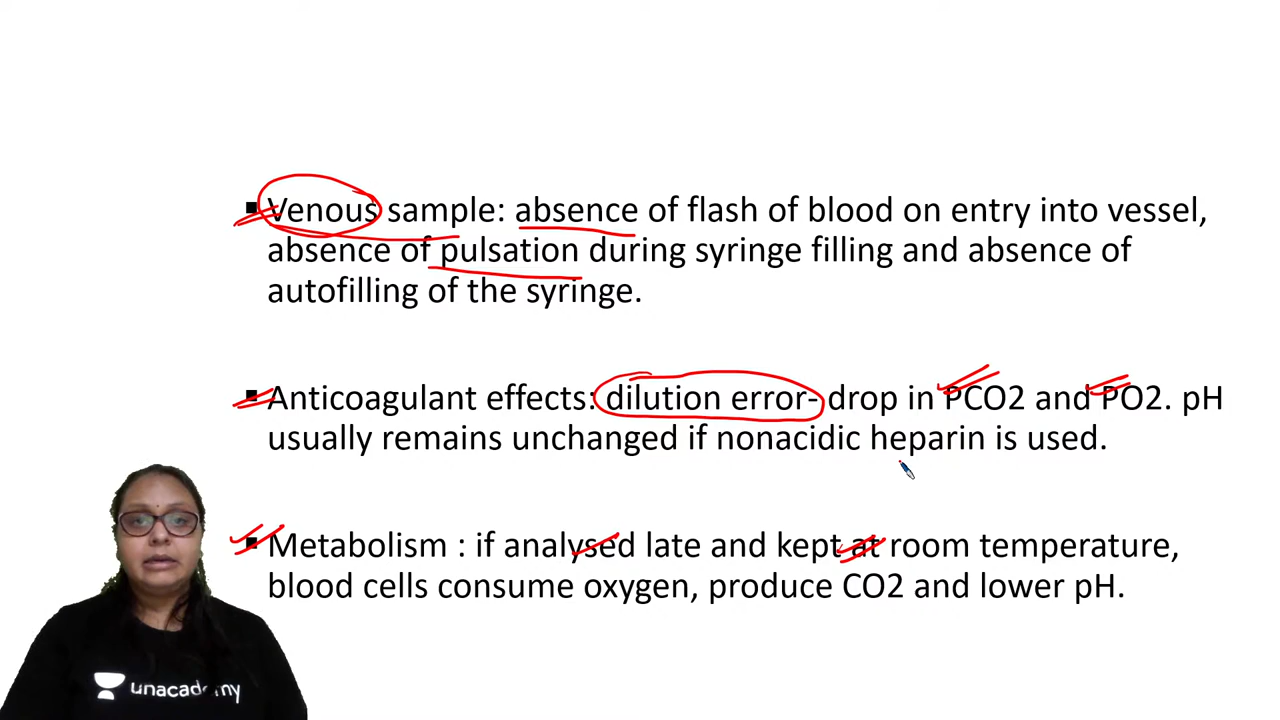 ▪ Venous sample: absence of flash of blood on entry into vessel,
absence of pulsation during syringe filling and absence of
autofilling of the syringe.
▪ Anticoagulant effects: dilution error- drop in PCO2 and PO2. pH
usually remains unchanged if nonacidic heparin is used.
▪ Metabolism : if analysed late and kept at room temperature,
blood cells consume oxygen, produce CO2 and lower pH.
unacademy